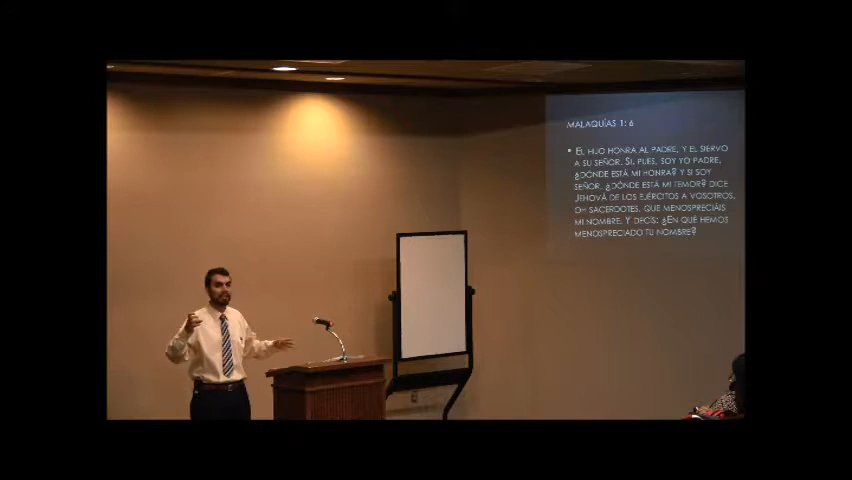 MALAQUÍAS 1: 6
• EL HIJO HONRA AL PADRE, Y EL SIERVO
A SU SEÑOR. SI, PUES, SOY YO PADRE,
¿DÓNDE ESTÁ MI HONRA? Y SI SOY
SEÑOR, ¿DÓNDE ESTÁ MI TEMOR? DICE
JEHOVÁ DE LOS EJÉRCITOS A VOSOTROS,
OH SACERDOTES, QUE MENOSPRECIÁIS
MI NOMBRE. Y DECÍS: ¿EN QUÉ HEMOS
MENOSPRECIADO TU NOMBRE?